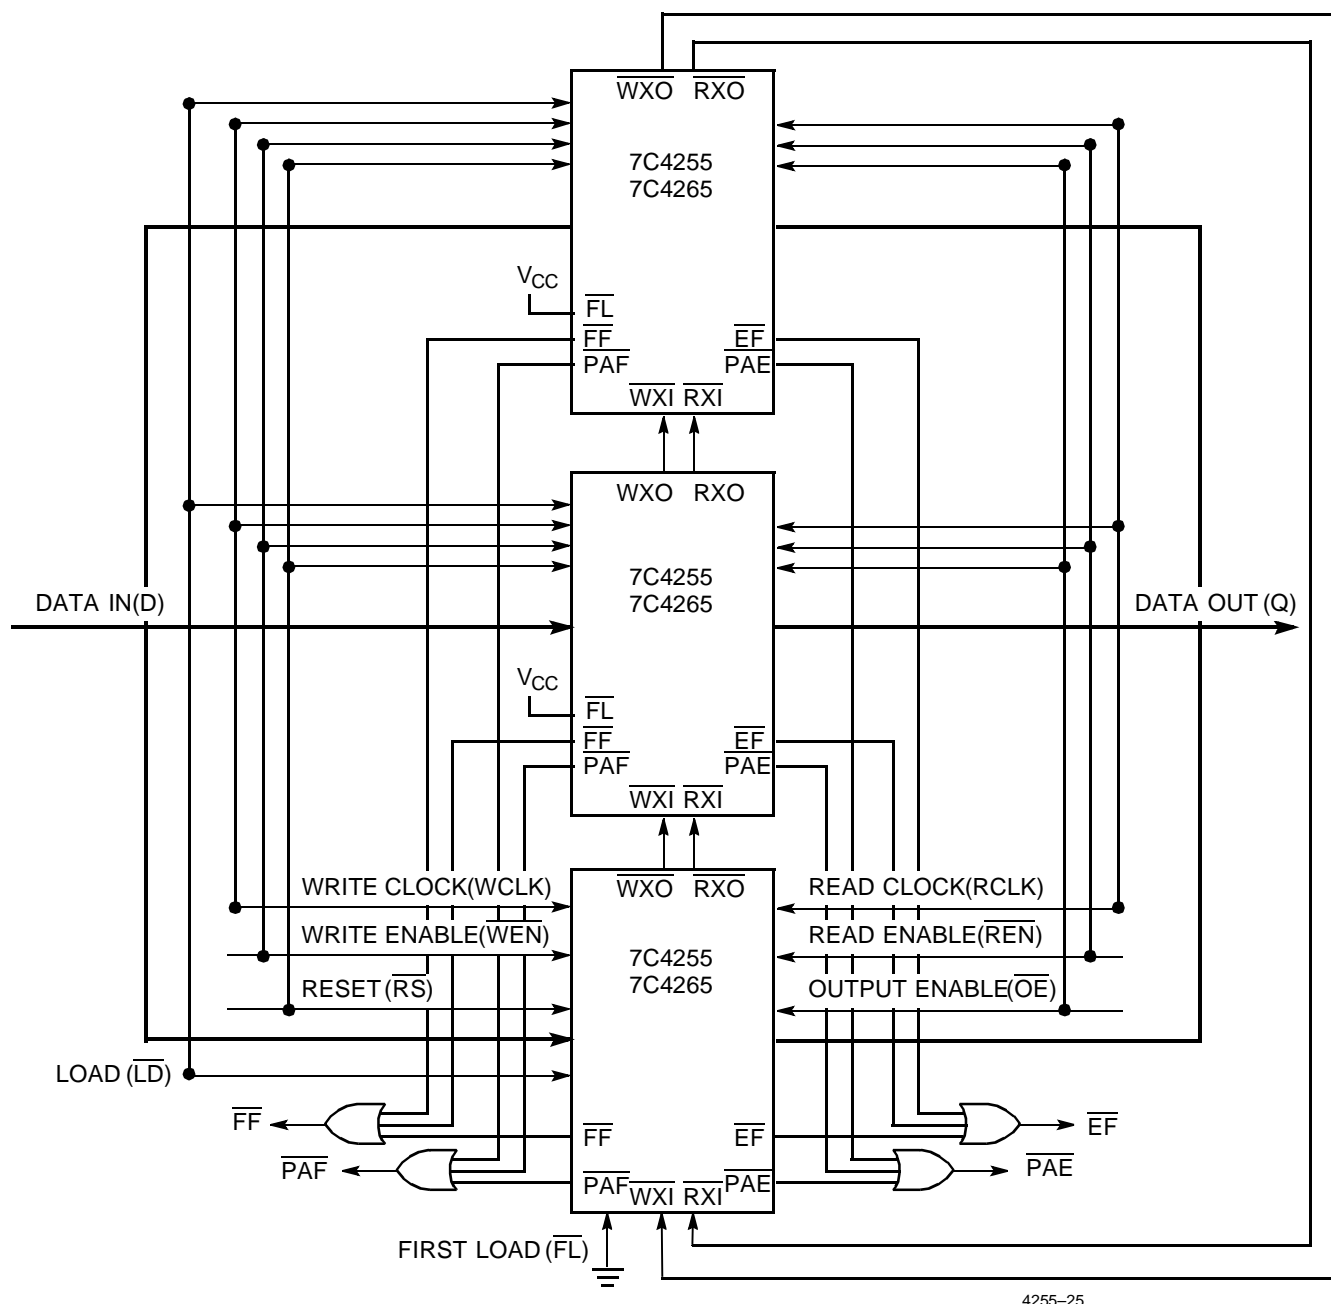 WXO RXO
7C4255
7C4265
VCC
FL
FF EF
PAF PAE
WXI RXI
WXO RXO
7C4255
7C4265
DATA IN(D) DATA OUT (Q)
VCC
FL
FF EF
PAF PAE
WXI RXI
WRITE CLOCK(WCLK) WXO RXO READ CLOCK(RCLK)
WRITE ENABLE(WEN) READ ENABLE(REN)
7C4255
7C4265
RESET(RS) OUTPUT ENABLE(OE)
LOAD (LD)
FF FF EF EF
PAF PAE
PAF WXI RXI PAE
FIRST LOAD (FL)
4255–25